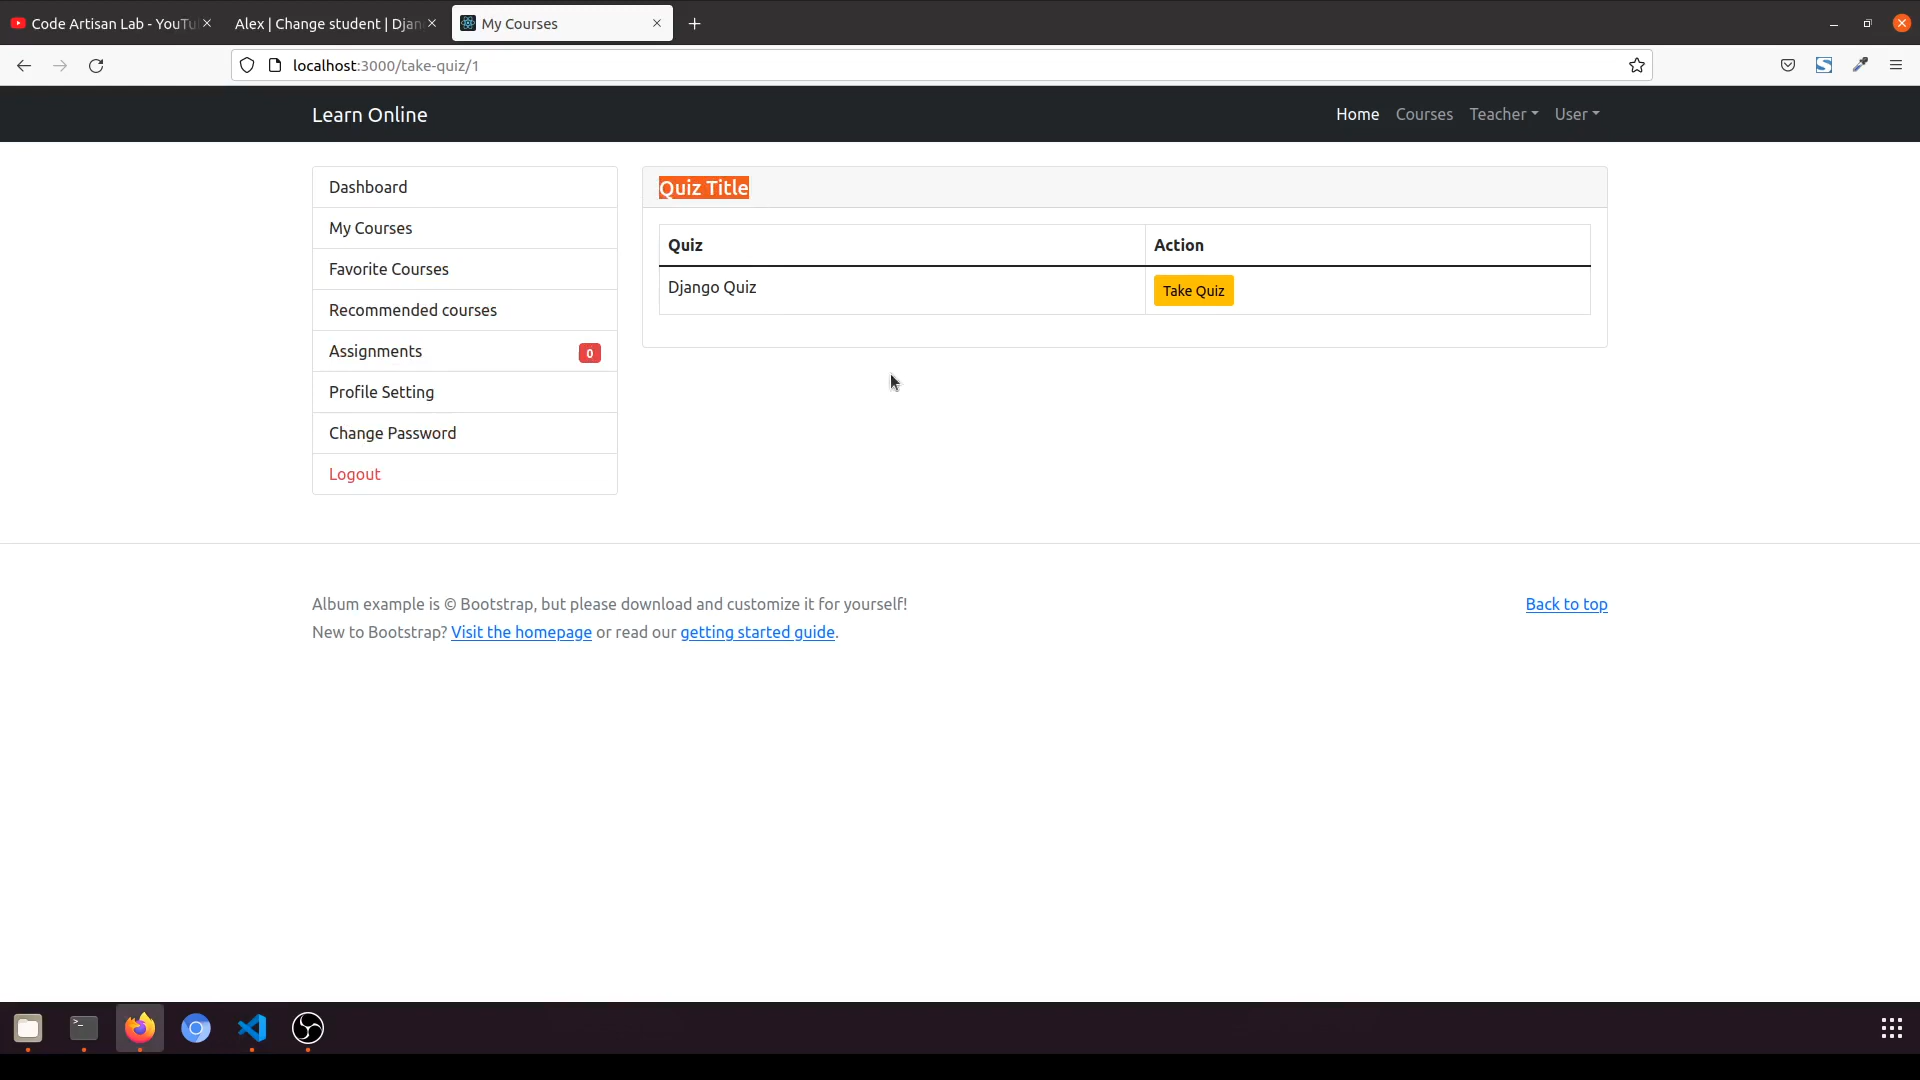 Code Artisan Lab - YouTu
Alex | Change student | Djan
My Courses
localhost:3000/take-quiz/1
Learn Online
Home
Courses
Teacher
User
Dashboard
My Courses
Favorite Courses
Recommended courses
Assignments
0
Profile Setting
Change Password
Logout
Quiz Title
Quiz
Action
Django Quiz
Take Quiz
Album example is © Bootstrap, but please download and customize it for yourself!
Back to top
New to Bootstrap? Visit the homepage or read our getting started guide.